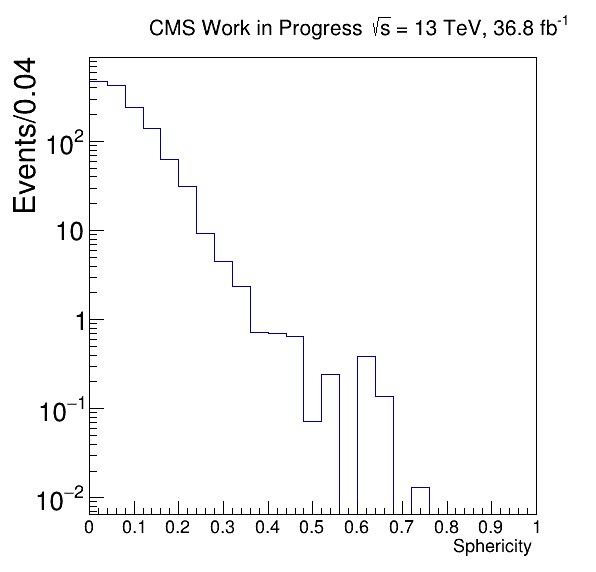 CMS Work in Progress √s = 13 TeV, 36.8 fb⁻¹
Events/0.04
10²
10
1
10⁻¹
10⁻²
0 0.1 0.2 0.3 0.4 0.5 0.6 0.7 0.8 0.9 1
Sphericity